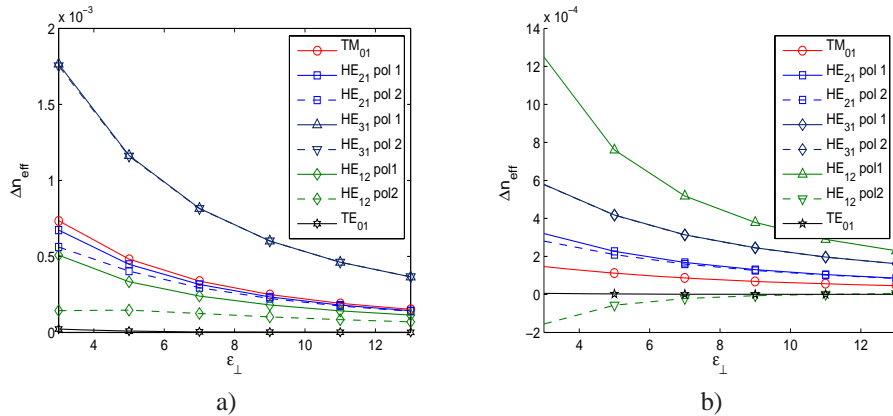 x 10⁻³
2
1.5
1
0.5
0
4 6 8 10 12
Δn_eff
ε_⊥
TM₀₁
HE₂₁ pol 1
HE₂₁ pol 2
HE₃₁ pol 1
HE₃₁ pol 2
HE₁₂ pol1
HE₁₂ pol2
TE₀₁
a)
x 10⁻⁴
14
12
10
8
6
4
2
0
−2
4 6 8 10 12
Δn_eff
ε_⊥
TM₀₁
HE₂₁ pol 1
HE₂₁ pol 2
HE₃₁ pol 1
HE₃₁ pol 2
HE₁₂ pol1
HE₁₂ pol2
TE₀₁
b)